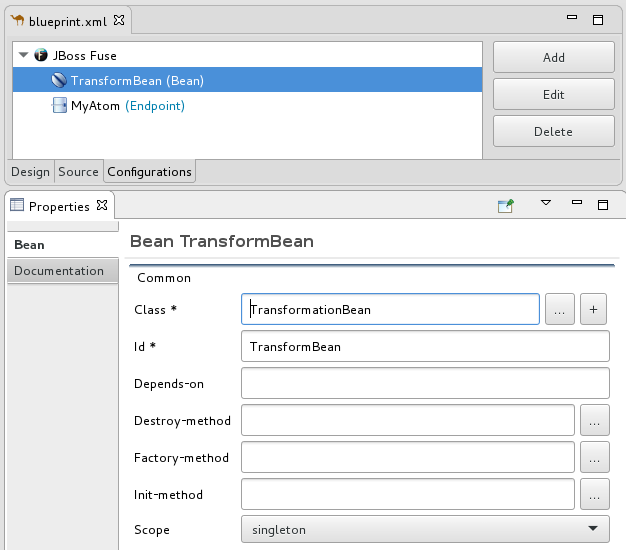 blueprint.xml
JBoss Fuse
TransformBean (Bean)
MyAtom (Endpoint)
Add
Edit
Delete
Design Source Configurations
Properties
Bean
Documentation
Bean TransformBean
Common
Class * TransformationBean ... +
Id * TransformBean
Depends-on
Destroy-method ...
Factory-method ...
Init-method ...
Scope singleton